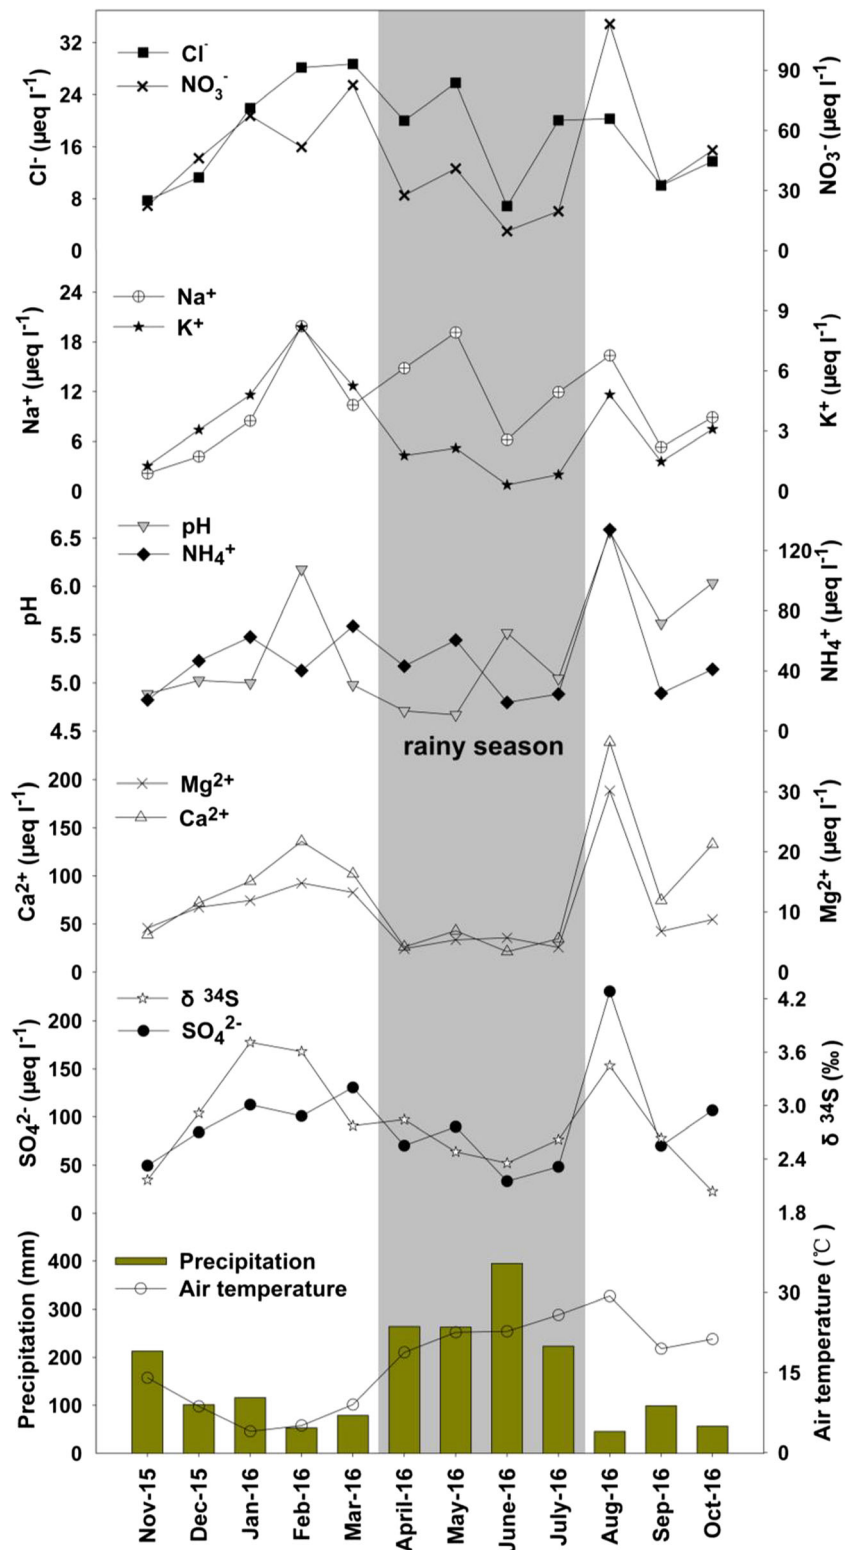 Cl⁻
NO₃⁻
Cl⁻ (μeq l⁻¹)
32
24
16
8
0
NO₃⁻ (μeq l⁻¹)
90
60
30
0
Na⁺
K⁺
Na⁺ (μeq l⁻¹)
24
18
12
6
0
K⁺ (μeq l⁻¹)
9
6
3
0
pH
NH₄⁺
pH
6.5
6.0
5.5
5.0
4.5
NH₄⁺ (μeq l⁻¹)
120
80
40
0
rainy season
Mg²⁺
Ca²⁺
Ca²⁺ (μeq l⁻¹)
200
150
100
50
0
Mg²⁺ (μeq l⁻¹)
30
20
10
0
δ ³⁴S
SO₄²⁻
SO₄²⁻ (μeq l⁻¹)
200
150
100
50
0
δ ³⁴S (‰)
4.2
3.6
3.0
2.4
1.8
Precipitation
Air temperature
Precipitation (mm)
400
300
200
100
0
Air temperature (℃)
30
15
0
Nov-15
Dec-15
Jan-16
Feb-16
Mar-16
April-16
May-16
June-16
July-16
Aug-16
Sep-16
Oct-16